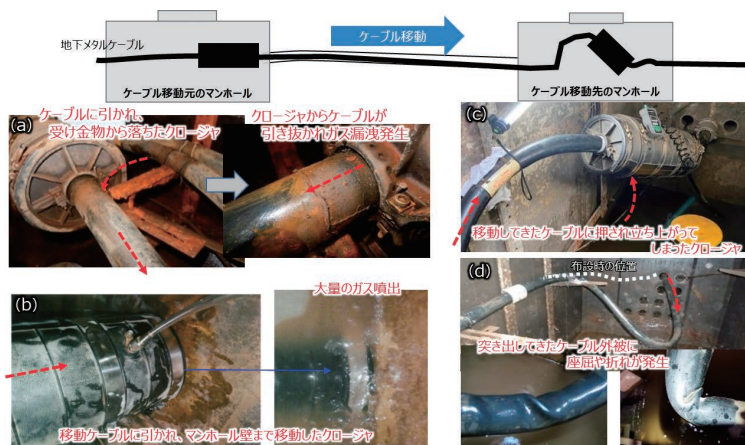 ケーブル移動
地下メタルケーブル
ケーブル移動元のマンホール
ケーブル移動先のマンホール
(a)
ケーブルに引かれ、
受け金物から落ちたクロージャ
クロージャからケーブルが
引き抜かれガス漏洩発生
(c)
移動してきたケーブルに押され立ち上がって
しまったクロージャ
(b)
大量のガス噴出
移動ケーブルに引かれ、マンホール壁まで移動したクロージャ
(d)
布設時の位置
突き出してきたケーブル外被に
座屈や折れが発生